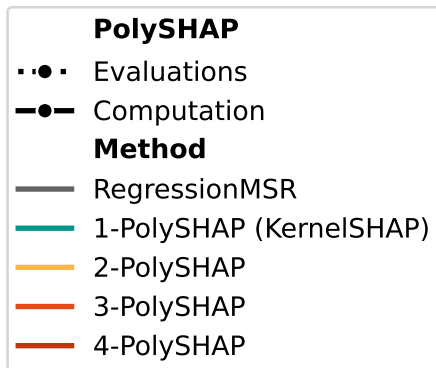 PolySHAP
Evaluations
Computation
Method
RegressionMSR
1-PolySHAP (KernelSHAP)
2-PolySHAP
3-PolySHAP
4-PolySHAP